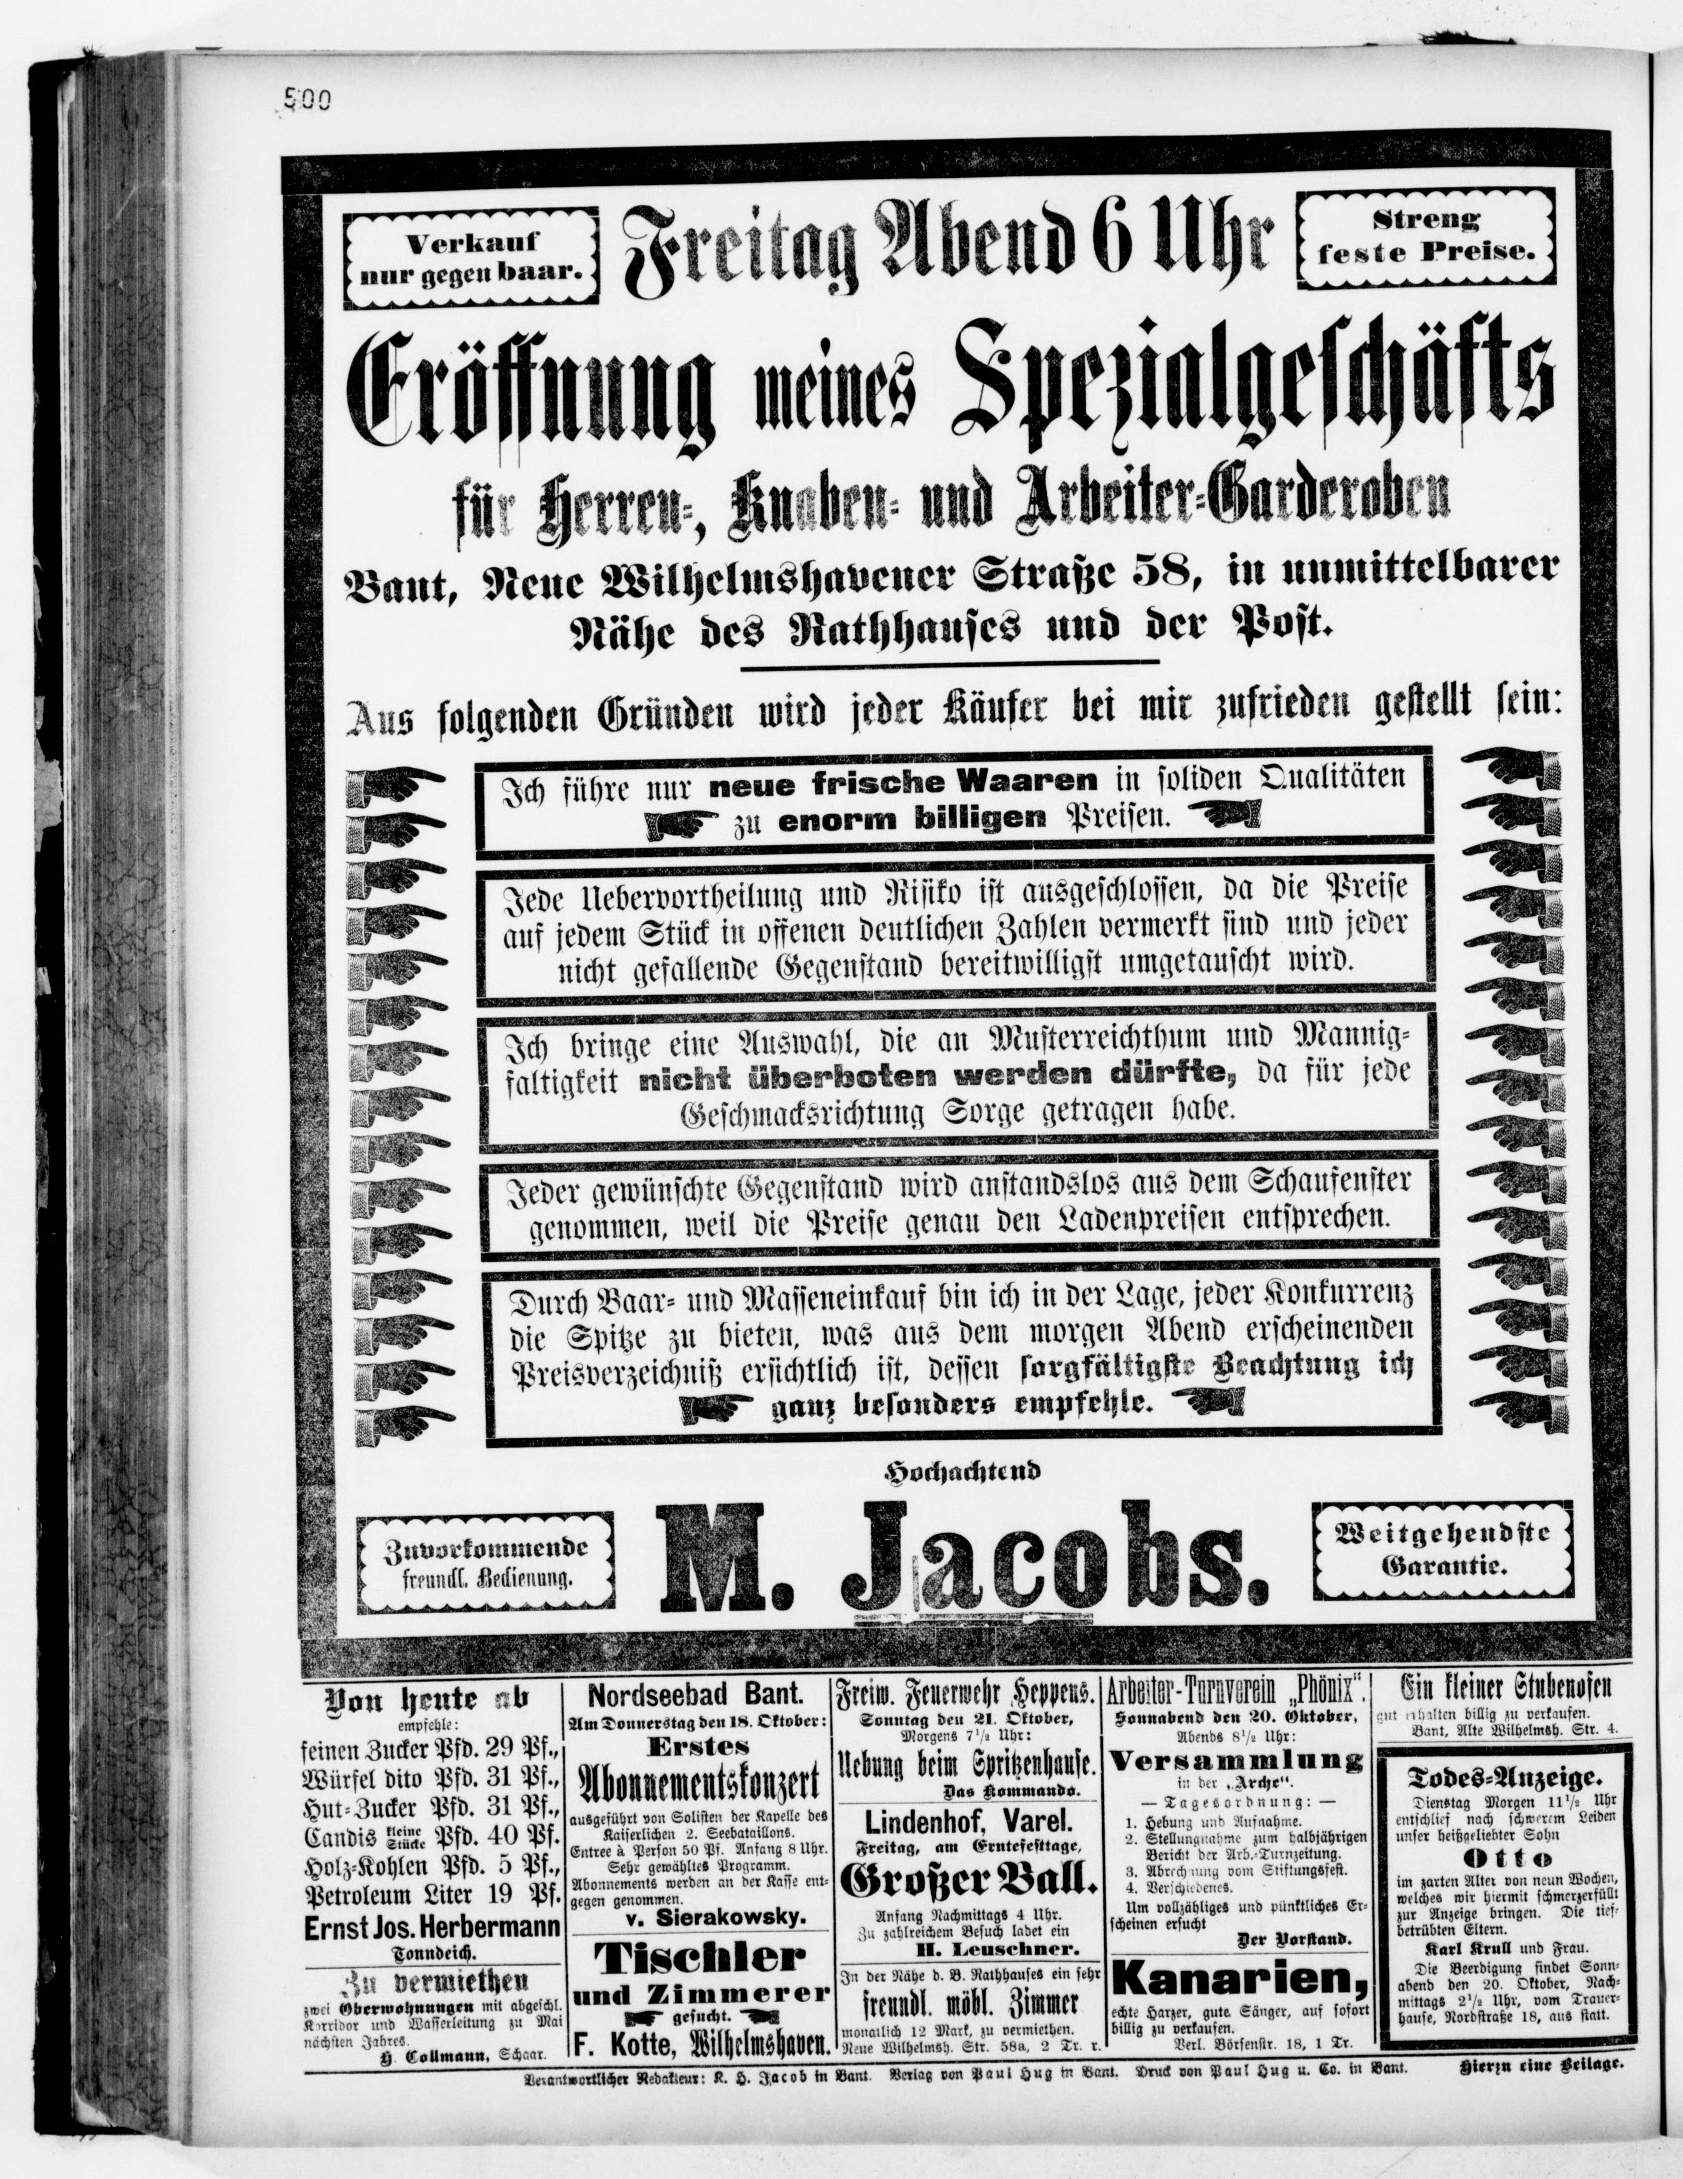 500
Verkauf
nur gegen baar.
Freitag Abend 6 Uhr
Streng
feste Preise.
Eröffnung meines Spezialgeschäfts
für Herren-, Knaben- und Arbeiter-Garderoben
Bant, Neue Wilhelmshavener Straße 58, in unmittelbarer
Nähe des Rathhauses und der Post.
Aus folgenden Gründen wird jeder Käufer bei mir zufrieden gestellt sein:
Ich führe nur neue frische Waaren in soliden Qualitäten
zu enorm billigen Preisen.
Jede Uebervortheilung und Risiko ist ausgeschlossen, da die Preise
auf jedem Stück in offenen deutlichen Zahlen vermerkt sind und jeder
nicht gefallende Gegenstand bereitwilligst umgetauscht wird.
Ich bringe eine Auswahl, die an Musterreichthum und Mannig-
faltigkeit nicht überboten werden dürfte, da für jede
Geschmacksrichtung Sorge getragen habe.
Jeder gewünschte Gegenstand wird anstandslos aus dem Schaufenster
genommen, weil die Preise genau den Ladenpreisen entsprechen.
Durch Baar- und Masseneinkauf bin ich in der Lage, jeder Konkurrenz
die Spitze zu bieten, was aus dem morgen Abend erscheinenden
Preisverzeichniß ersichtlich ist, dessen sorgfältigste Beachtung ich
ganz besonders empfehle.
Hochachtend
Zuvorkommende
freundl. Bedienung.
M. Jacobs.
Weitgehendste
Garantie.
Von heute ab
empfehle:
feinen Zucker Pfd. 29 Pf.,
Würfel dito Pfd. 31 Pf.,
Hut-Zucker Pfd. 31 Pf.,
Candis kleine Stücke Pfd. 40 Pf.
Holz-Kohlen Pfd. 5 Pf.,
Petroleum Liter 19 Pf.
Ernst Jos. Herbermann
Tonndeich.
Zu vermiethen
zwei Oberwohnungen mit abgeschl.
Korridor und Wasserleitung zu Mai
nächsten Jahres.
H. Collmann, Schaar.
Nordseebad Bant.
Am Donnerstag den 18. Oktober:
Erstes
Abonnementskonzert
ausgeführt von Solisten der Kapelle des
Kaiserlichen 2. Seebataillons.
Entree à Person 50 Pf. Anfang 8 Uhr.
Sehr gewähltes Programm.
Abonnements werden an der Kasse ent-
gegen genommen.
v. Sierakowsky.
Tischler
und Zimmerer
gesucht.
F. Kotte, Wilhelmshaven.
Freiw. Feuerwehr Heppens.
Sonntag den 21. Oktober,
Morgens 7 1/2 Uhr:
Uebung beim Spritzenhause.
Das Kommando.
Lindenhof, Varel.
Freitag, am Erntefesttage,
Großer Ball.
Anfang Nachmittags 4 Uhr.
Zu zahlreichem Besuch ladet ein
H. Leuschner.
In der Nähe d. B. Rathhauses ein sehr
freundl. möbl. Zimmer
monatlich 12 Mark, zu vermiethen.
Neue Wilhelmsh. Str. 58a, 2 Tr. r.
Arbeiter-Turnverein „Phönix".
Sonnabend den 20. Oktober,
Abends 8 1/2 Uhr:
Versammlung
in der „Arche".
— Tagesordnung: —
1. Hebung und Aufnahme.
2. Stellungnahme zum halbjährigen
Bericht der Arb.-Turnzeitung.
3. Abrechnung vom Stiftungsfest.
4. Verschiedenes.
Um vollzähliges und pünktliches Er-
scheinen ersucht
Der Vorstand.
Kanarien,
echte Harzer, gute Sänger, auf sofort
billig zu verkaufen.
Verl. Börsenstr. 18, 1 Tr.
Ein kleiner Stubenofen
gut erhalten billig zu verkaufen.
Bant, Alte Wilhelmsh. Str. 4.
Todes-Anzeige.
Dienstag Morgen 11 1/2 Uhr
entschlief nach schwerem Leiden
unser heißgeliebter Sohn
Otto
im zarten Alter von neun Wochen,
welches wir hiermit schmerzerfüllt
zur Anzeige bringen. Die tief-
betrübten Eltern.
Karl Krull und Frau.
Die Beerdigung findet Sonn-
abend den 20. Oktober, Nach-
mittags 2 1/2 Uhr, vom Trauer-
hause, Nordstraße 18, aus statt.
Verantwortlicher Redakteur: K. H. Jacob in Bant. Verlag von Paul Hug in Bant. Druck von Paul Hug u. Co. in Bant.
Hierzu eine Beilage.